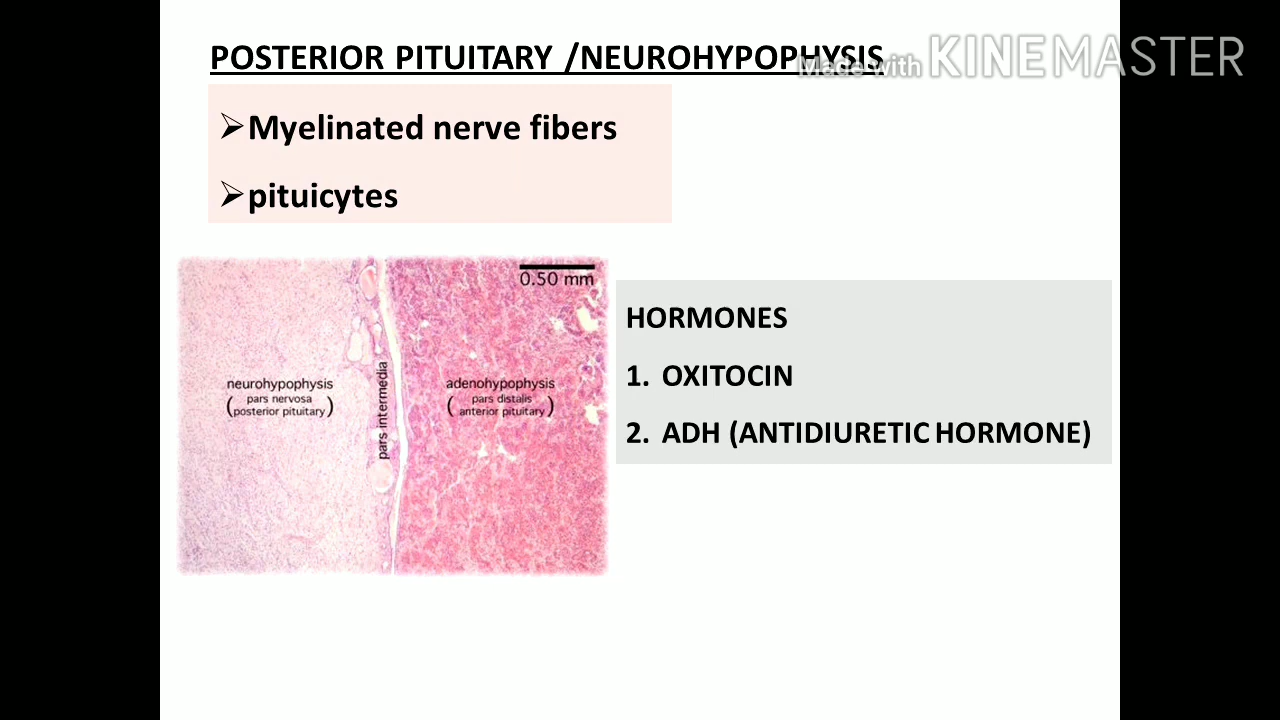 POSTERIOR PITUITARY /NEUROHYPOPHYSIS
Made with KINEMASTER
➢Myelinated nerve fibers
➢pituicytes
0.50 mm
neurohypophysis
(pars nervosa
posterior pituitary)
pars intermedia
adenohypophysis
(pars distalis
anterior pituitary)
HORMONES
1. OXITOCIN
2. ADH (ANTIDIURETIC HORMONE)